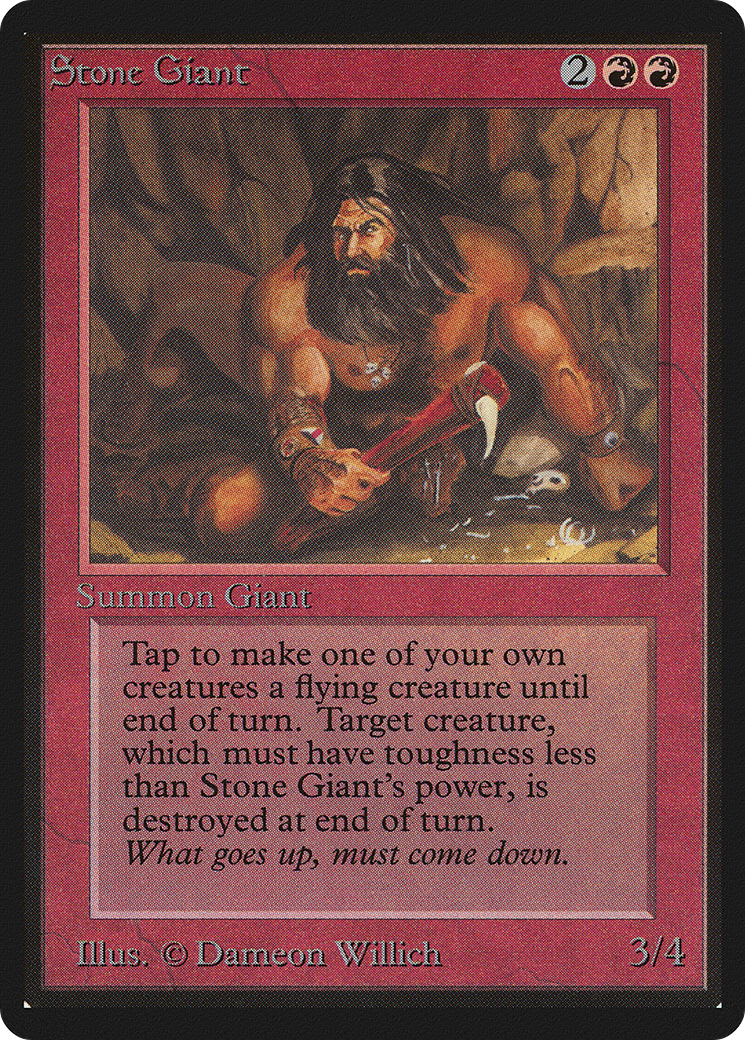 Stone Giant 2
Summon Giant
Tap to make one of your own
creatures a flying creature until
end of turn. Target creature,
which must have toughness less
than Stone Giant's power, is
destroyed at end of turn.
What goes up, must come down.
Illus. © Dameon Willich 3/4